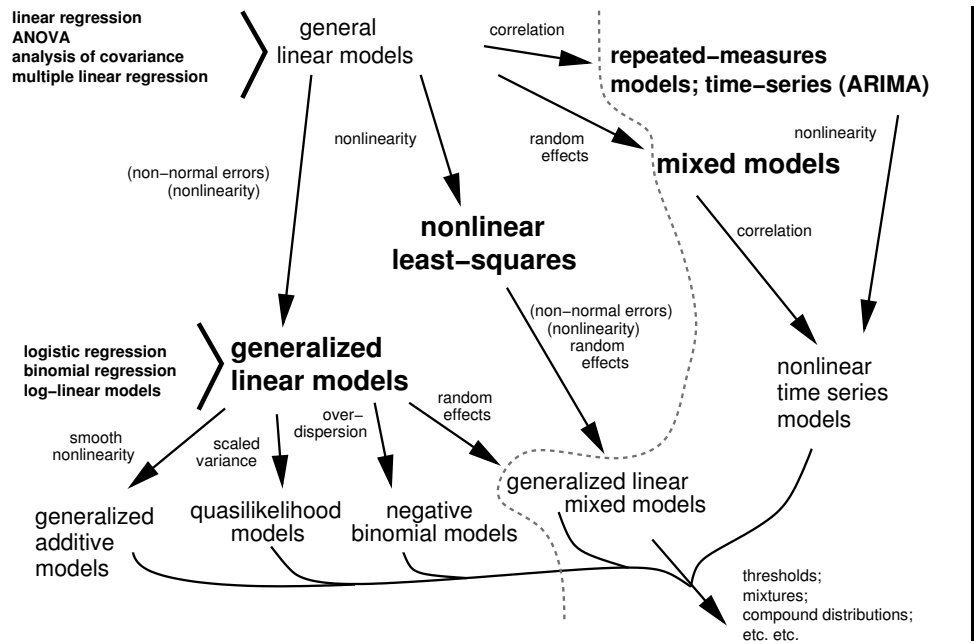 linear regression
ANOVA
analysis of covariance
multiple linear regression
general
linear models
correlation
repeated−measures
models; time−series (ARIMA)
nonlinearity
random
effects
nonlinearity
mixed models
(non−normal errors)
(nonlinearity)
nonlinear
least−squares
correlation
(non−normal errors)
(nonlinearity)
random
effects
logistic regression
binomial regression
log−linear models
generalized
linear models
nonlinear
time series
models
smooth
nonlinearity
scaled
variance
over−
dispersion
random
effects
generalized
additive
models
quasilikelihood
models
negative
binomial models
generalized linear
mixed models
thresholds;
mixtures;
compound distributions;
etc. etc.